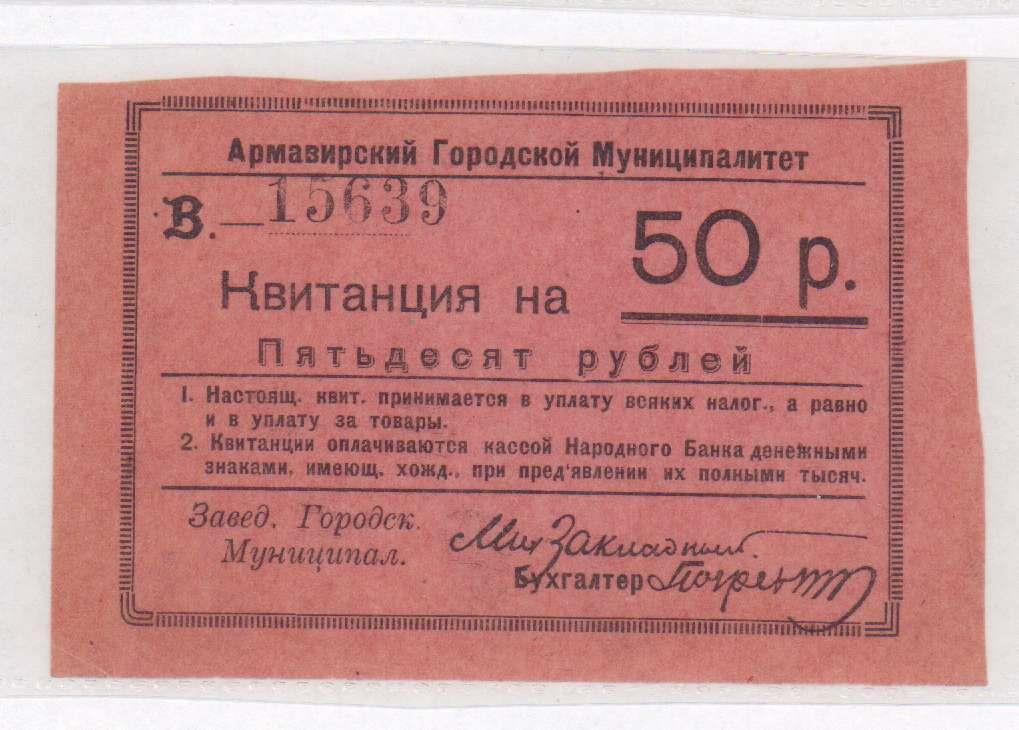 Армавирский Городской Муниципалитет
В. 15639
50 р.
Квитанция на
Пятьдесят рублей
1. Настоящ. квит. принимается в уплату всяких налог., а равно
и в уплату за товары.
2. Квитанции оплачиваются кассой Народного Банка денежными
знаками, имеющ. хожд., при пред'явлении их полными тысяч.
Завед. Городск.
Муниципал.
Бухгалтер